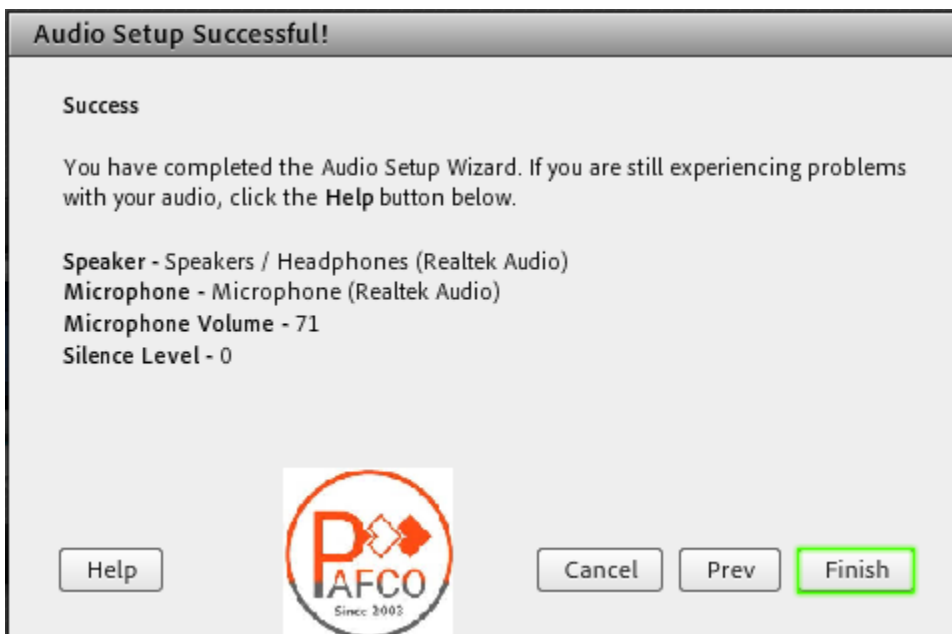 Audio Setup Successful!
Success
You have completed the Audio Setup Wizard. If you are still experiencing problems
with your audio, click the Help button below.
Speaker - Speakers / Headphones (Realtek Audio)
Microphone - Microphone (Realtek Audio)
Microphone Volume - 71
Silence Level - 0
PAFCO
Since 2003
Help
Cancel
Prev
Finish